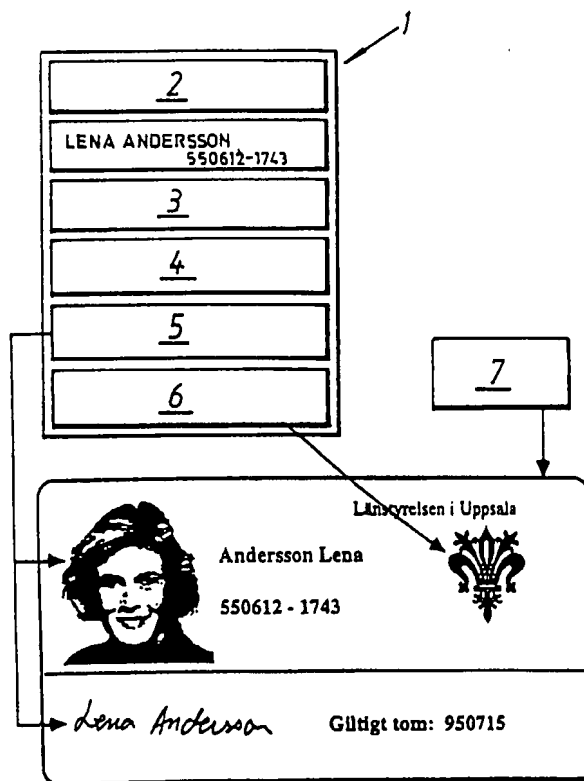 1
2
LENA ANDERSSON,
550612-1743
3
4
5
6
7
Länstyrelsen i Uppsala
Andersson Lena
550612 - 1743
Lena Andersson
Giltigt tom: 950715